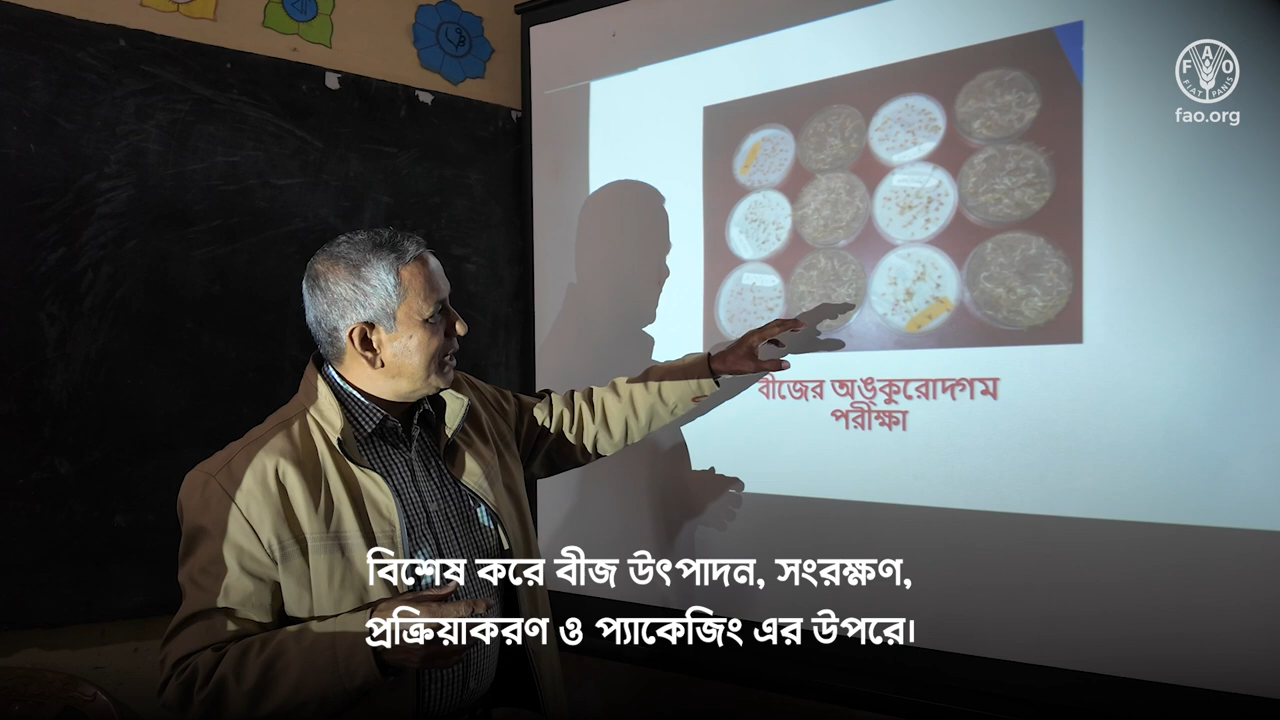 FAO
FIAT PANIS
fao.org
বীজের অঙ্কুরোদগম
পরীক্ষা
বিশেষ করে বীজ উৎপাদন, সংরক্ষণ,
প্রক্রিয়াকরণ ও প্যাকেজিং এর উপরে।